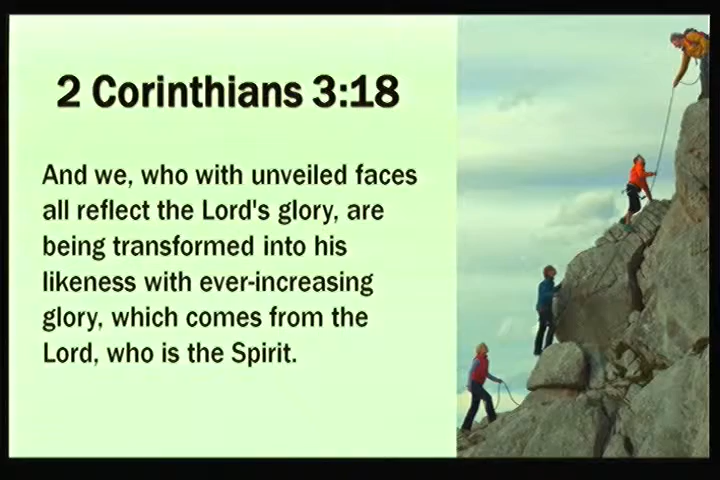 2 Corinthians 3:18
And we, who with unveiled faces
all reflect the Lord's glory, are
being transformed into his
likeness with ever-increasing
glory, which comes from the
Lord, who is the Spirit.